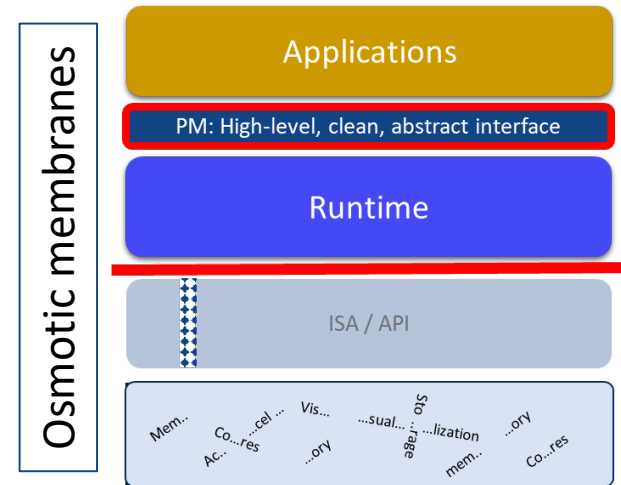 Osmotic membranes
Applications
PM: High-level, clean, abstract interface
Runtime
ISA / API
Mem..
Co...res
Ac..
...cel ...
Vis...
...ory
...sual...
Sto ...rage
...lization
mem..
...ory
Co...res